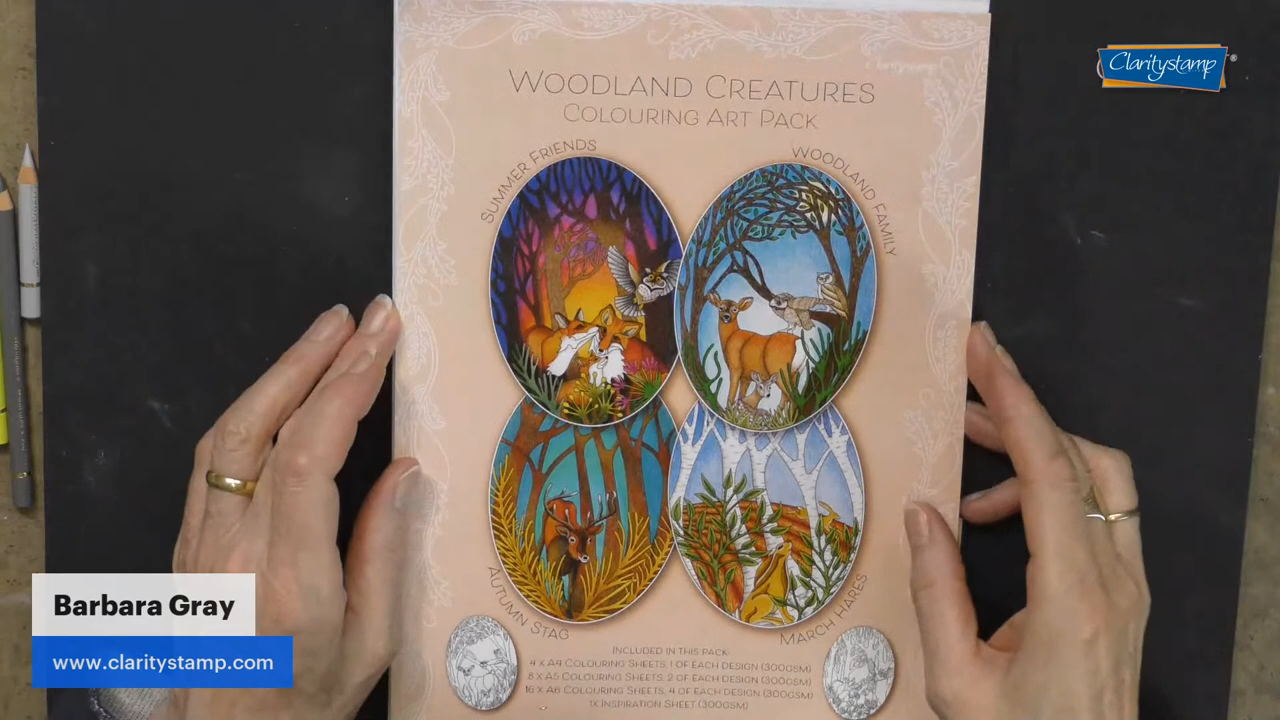 Claritystamp®
WOODLAND CREATURES
COLOURING ART PACK
SUMMER FRIENDS
WOODLAND FAMILY
AUTUMN STAG
MARCH HARES
INCLUDED IN THIS PACK:
4 x A4 COLOURING SHEETS, 1 OF EACH DESIGN (300GSM)
8 x A5 COLOURING SHEETS, 2 OF EACH DESIGN (300GSM)
16 x A6 COLOURING SHEETS, 4 OF EACH DESIGN (300GSM)
1x INSPIRATION SHEET (300GSM)
Barbara Gray
www.claritystamp.com